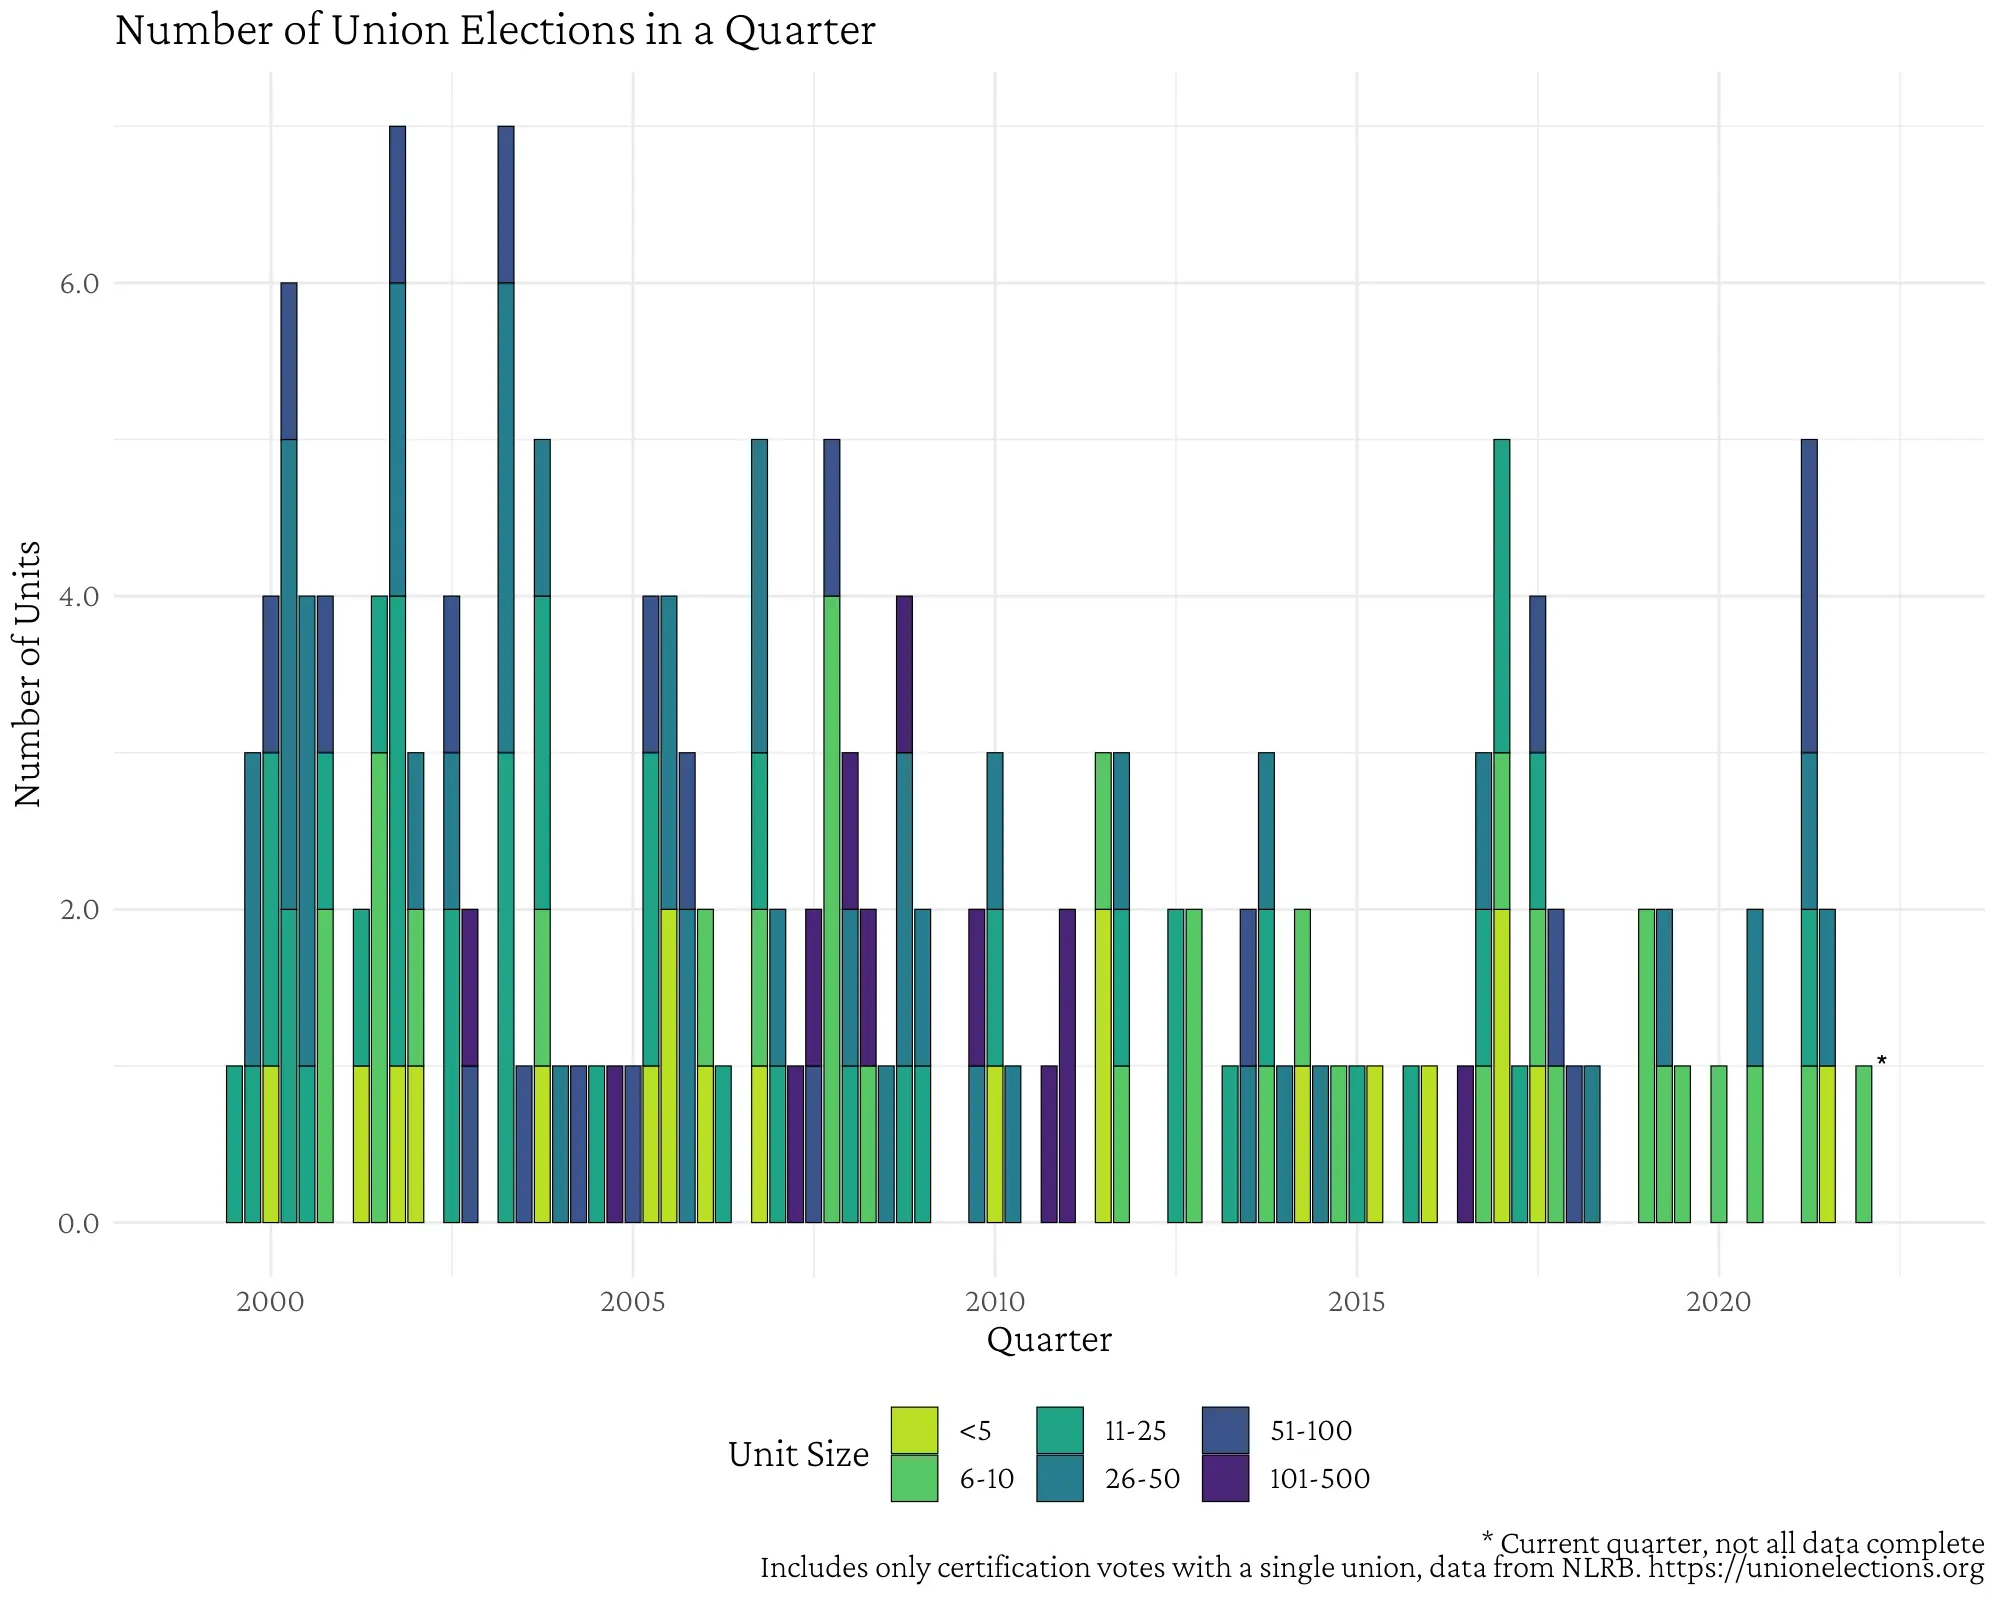 Number of Union Elections in a Quarter
Number of Units
6.0
4.0
2.0
0.0
*
2000 2005 2010 2015 2020
Quarter
Unit Size
<5 11-25 51-100
6-10 26-50 101-500
* Current quarter, not all data complete
Includes only certification votes with a single union, data from NLRB. https://unionelections.org